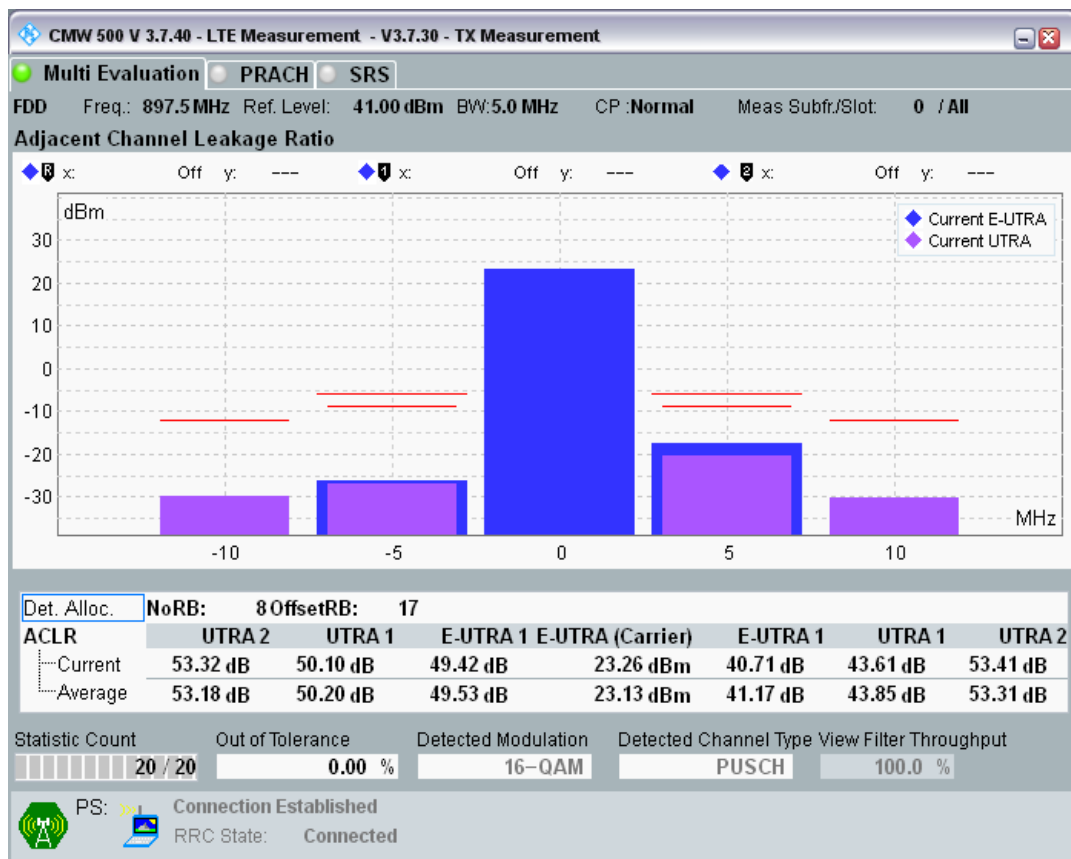 CMW 500 V 3.7.40 - LTE Measurement - V3.7.30 - TX Measurement
Multi Evaluation PRACH SRS
FDD Freq.: 897.5 MHz Ref. Level: 41.00 dBm BW:5.0 MHz CP :Normal Meas Subfr./Slot: 0 / All
Adjacent Channel Leakage Ratio
R x: Off y: --- 1 x: Off y: --- 2 x: Off y: ---
dBm
Current E-UTRA
Current UTRA
30
20
10
0
-10
-20
-30
MHz
-10 -5 0 5 10
Det. Alloc. NoRB: 8 OffsetRB: 17
ACLR UTRA 2 UTRA 1 E-UTRA 1 E-UTRA (Carrier) E-UTRA 1 UTRA 1 UTRA 2
Current 53.32 dB 50.10 dB 49.42 dB 23.26 dBm 40.71 dB 43.61 dB 53.41 dB
Average 53.18 dB 50.20 dB 49.53 dB 23.13 dBm 41.17 dB 43.85 dB 53.31 dB
Statistic Count Out of Tolerance Detected Modulation Detected Channel Type View Filter Throughput
20 / 20 0.00 % 16-QAM PUSCH 100.0 %
PS: Connection Established
RRC State: Connected